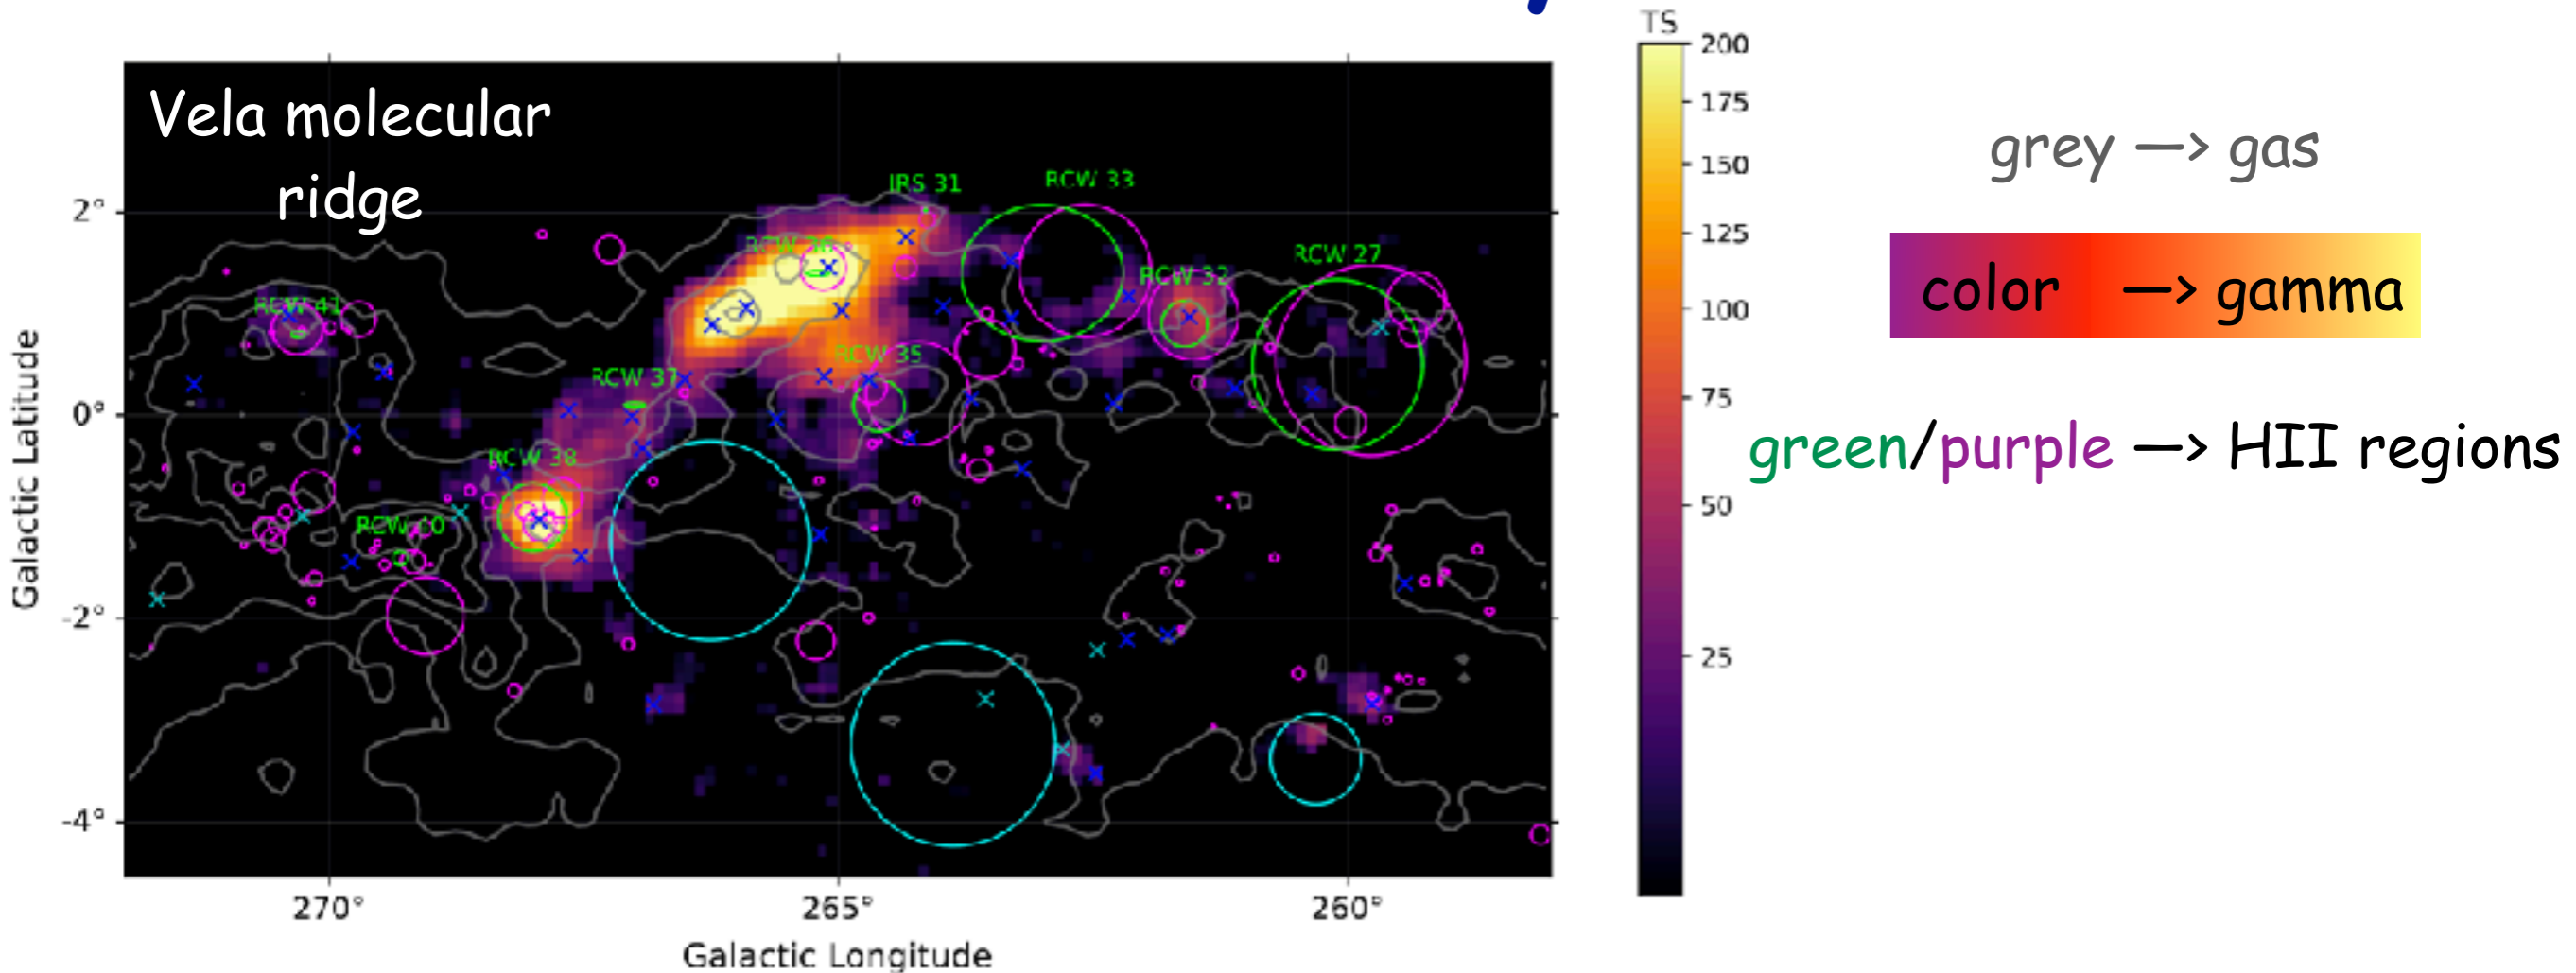 Vela molecular
ridge
IRS 31
RCW 33
RCW 36
RCW 32
RCW 27
RCW 41
RCW 35
RCW 37
RCW 38
RCW 40
2°
0°
-2°
-4°
270°
265°
260°
Galactic Latitude
Galactic Longitude
TS
200
175
150
125
100
75
50
25
grey —> gas
color —> gamma
green/purple —> HII regions